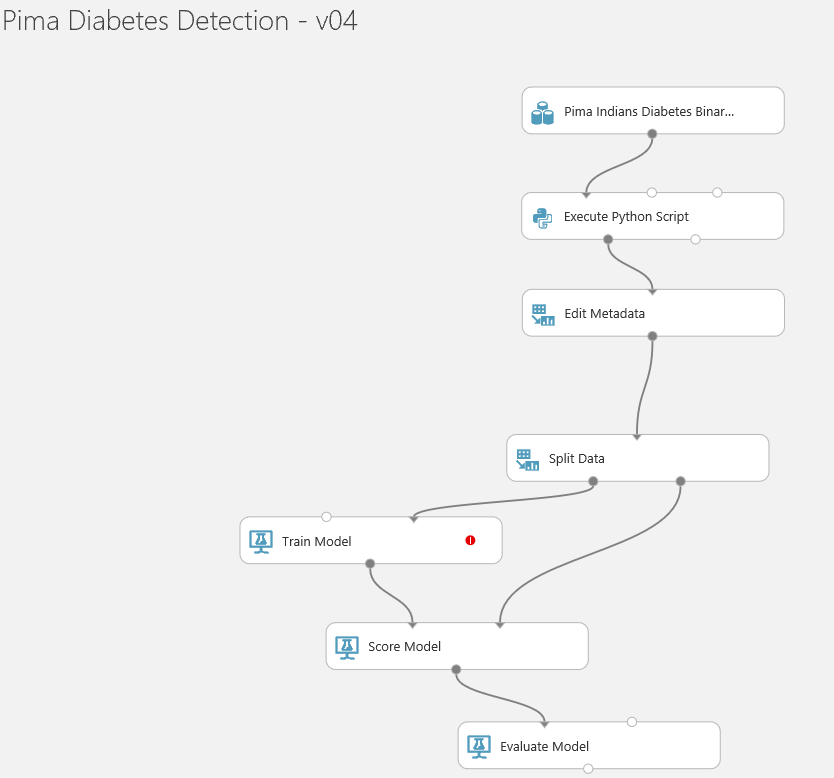 Pima Diabetes Detection - v04
Pima Indians Diabetes Binar...
Execute Python Script
Edit Metadata
Split Data
Train Model
Score Model
Evaluate Model